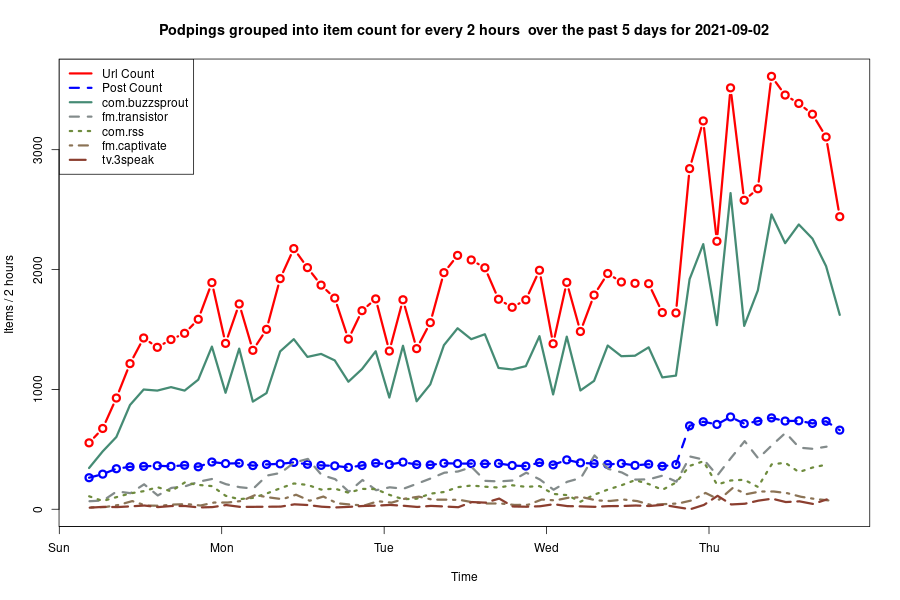 Podpings grouped into item count for every 2 hours  over the past 5 days for 2021-09-02
Url Count
Post Count
com.buzzsprout
fm.transistor
com.rss
fm.captivate
tv.3speak
Items / 2 hours
3000
2000
1000
0
Sun Mon Tue Wed Thu
Time